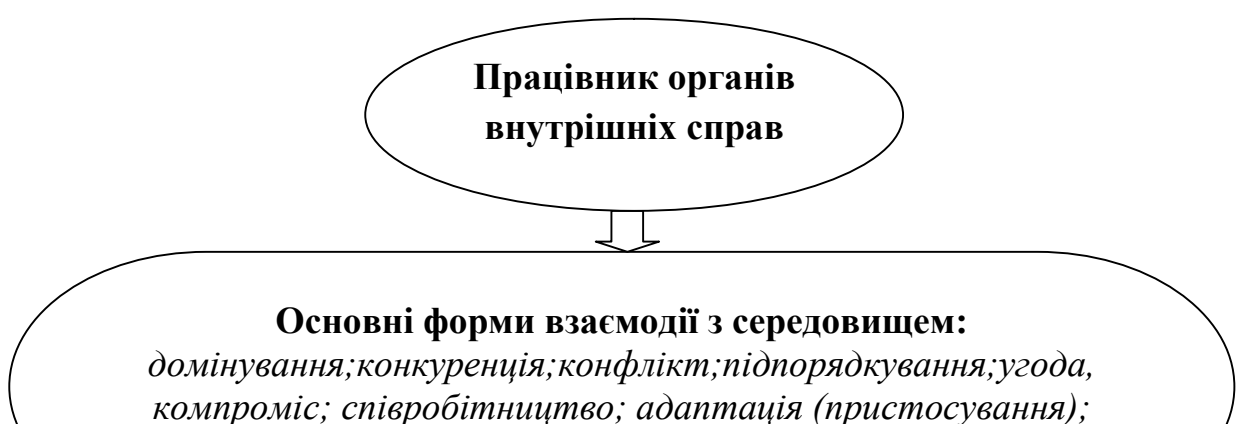 Працівник органів
внутрішніх справ
Основні форми взаємодії з середовищем:
домінування;конкуренція;конфлікт;підпорядкування;угода,
компроміс; співробітництво; адаптація (пристосування);